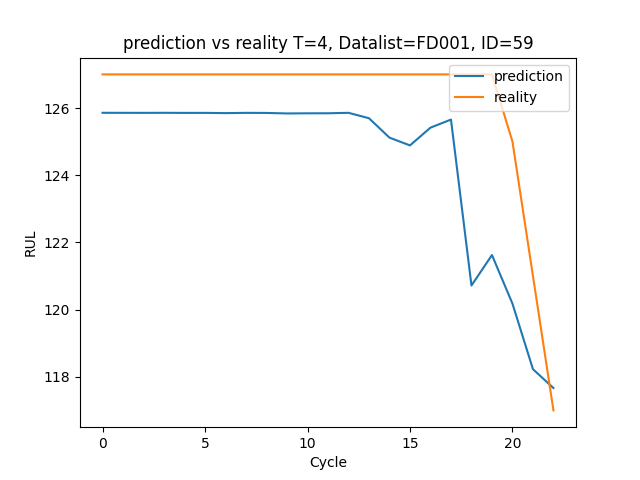 prediction vs reality T=4, Datalist=FD001, ID=59
prediction
reality
126
124
122
120
118
RUL
0 5 10 15 20
Cycle